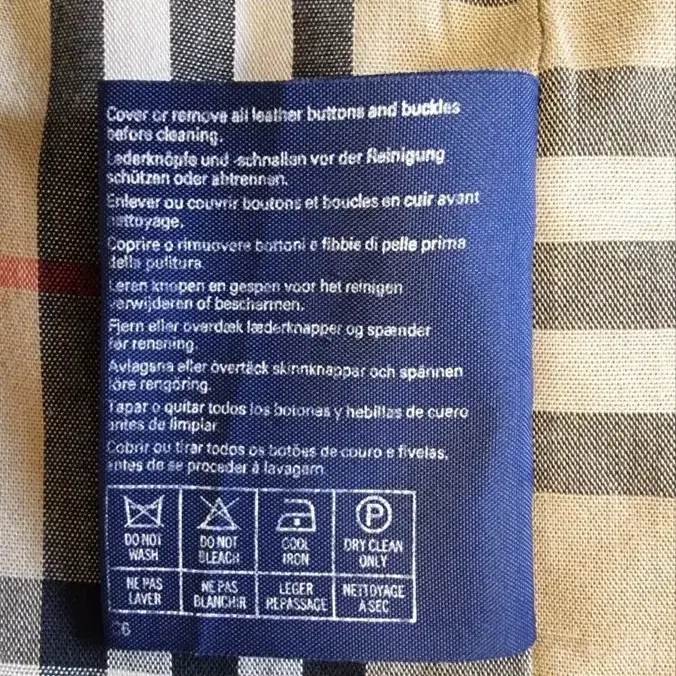 Cover or remove all leather buttons and buckles
before cleaning.
Lederknöpfe und -schnallen vor der Reinigung
schützen oder abtrennen.
Enlever ou couvrir boutons et boucles en cuir avant
nettoyage.
Coprire o rimuovere bottoni e fibbie di pelle prima
della pulitura.
Leren knopen en gespen voor het reinigen
verwijderen of beschermen.
Fjern eller overdæk læderknapper og spænder
før rensning.
Avlägsna eller övertäck skinnknappar och spännen
före rengöring.
Tapar o quitar todos los botones y hebillas de cuero
antes de limpiar
Cobrir ou tirar todos os botões de couro e fivelas,
antes de se proceder à lavagem
P
DO NOT WASH
DO NOT BLEACH
COOL IRON
DRY CLEAN ONLY
NE PAS LAVER
NE PAS BLANCHIR
LEGER REPASSAGE
NETTOYAGE A SEC
C6